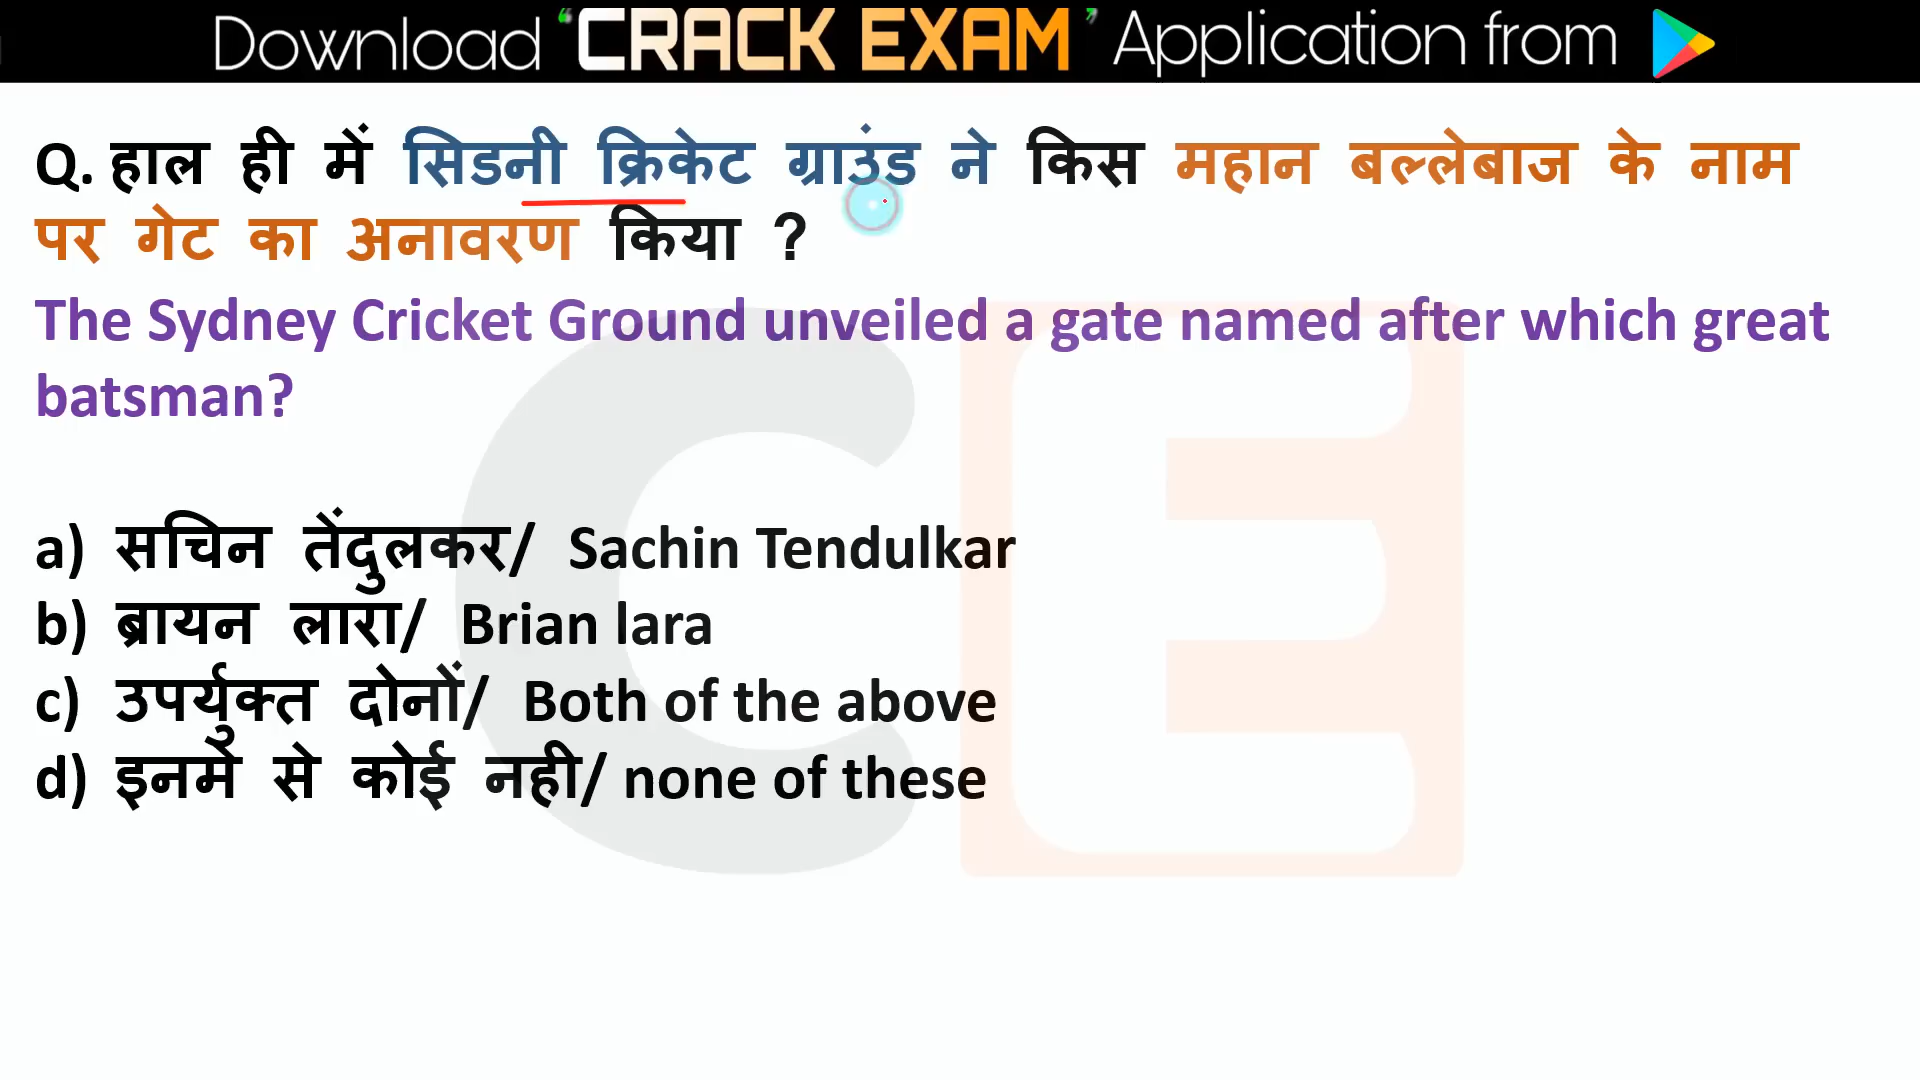 Download ‘CRACK EXAM’ Application from
Q. हाल ही में सिडनी क्रिकेट ग्राउंड ने किस महान बल्लेबाज के नाम
पर गेट का अनावरण किया ?
The Sydney Cricket Ground unveiled a gate named after which great
batsman?
a) सचिन तेंदुलकर/ Sachin Tendulkar
b) ब्रायन लारा/ Brian lara
c) उपर्युक्त दोनों/ Both of the above
d) इनमे से कोई नही/ none of these
CE